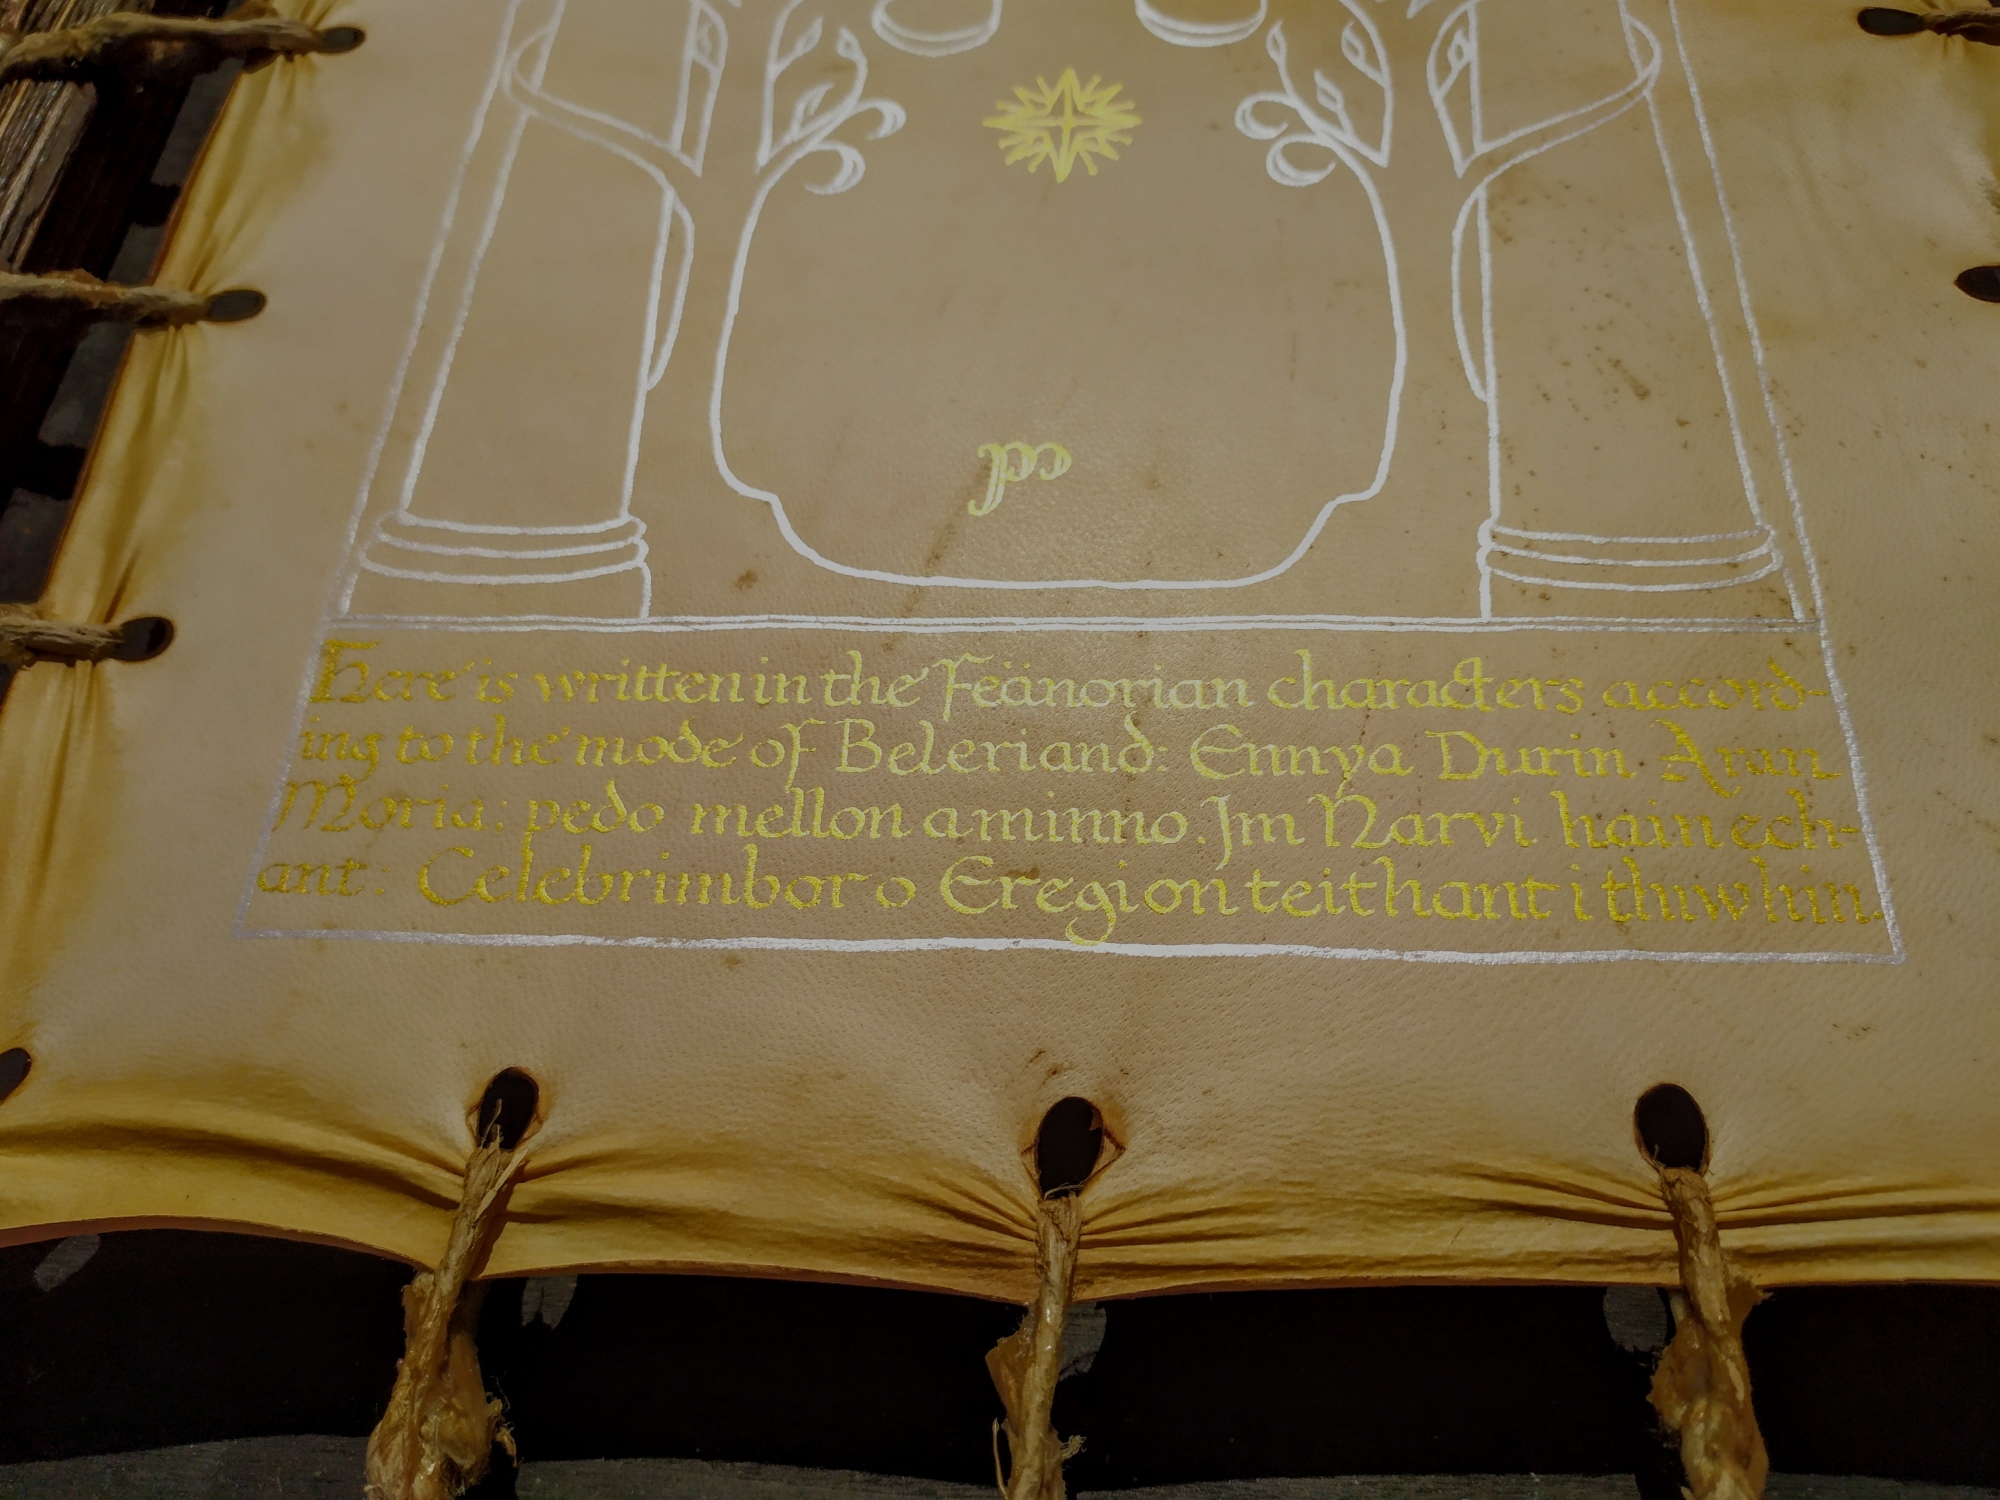 Here is written in the Fëanorian characters accord-
ing to the mode of Beleriand: Ennyn Durin Aran
Moria: pedo mellon a minno. Im Narvi hain ech-
ant: Celebrimbor o Eregion teithant i thiw hin.